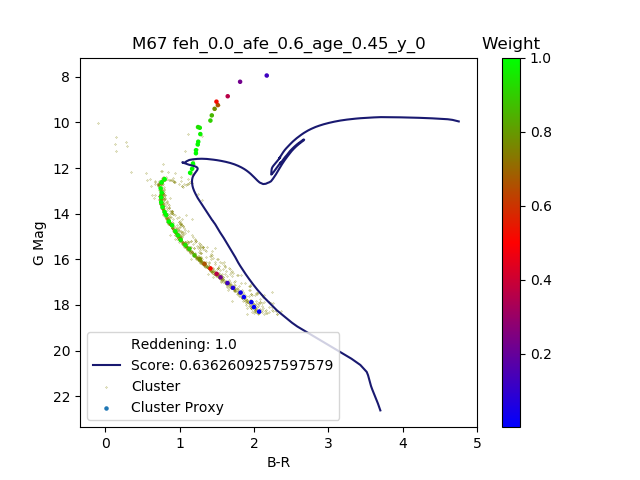 M67 feh_0.0_afe_0.6_age_0.45_y_0
Weight
8
10
12
14
16
18
20
22
G Mag
0
1
2
3
4
5
B-R
Reddening: 1.0
Score: 0.6362609257597579
Cluster
Cluster Proxy
1.0
0.8
0.6
0.4
0.2